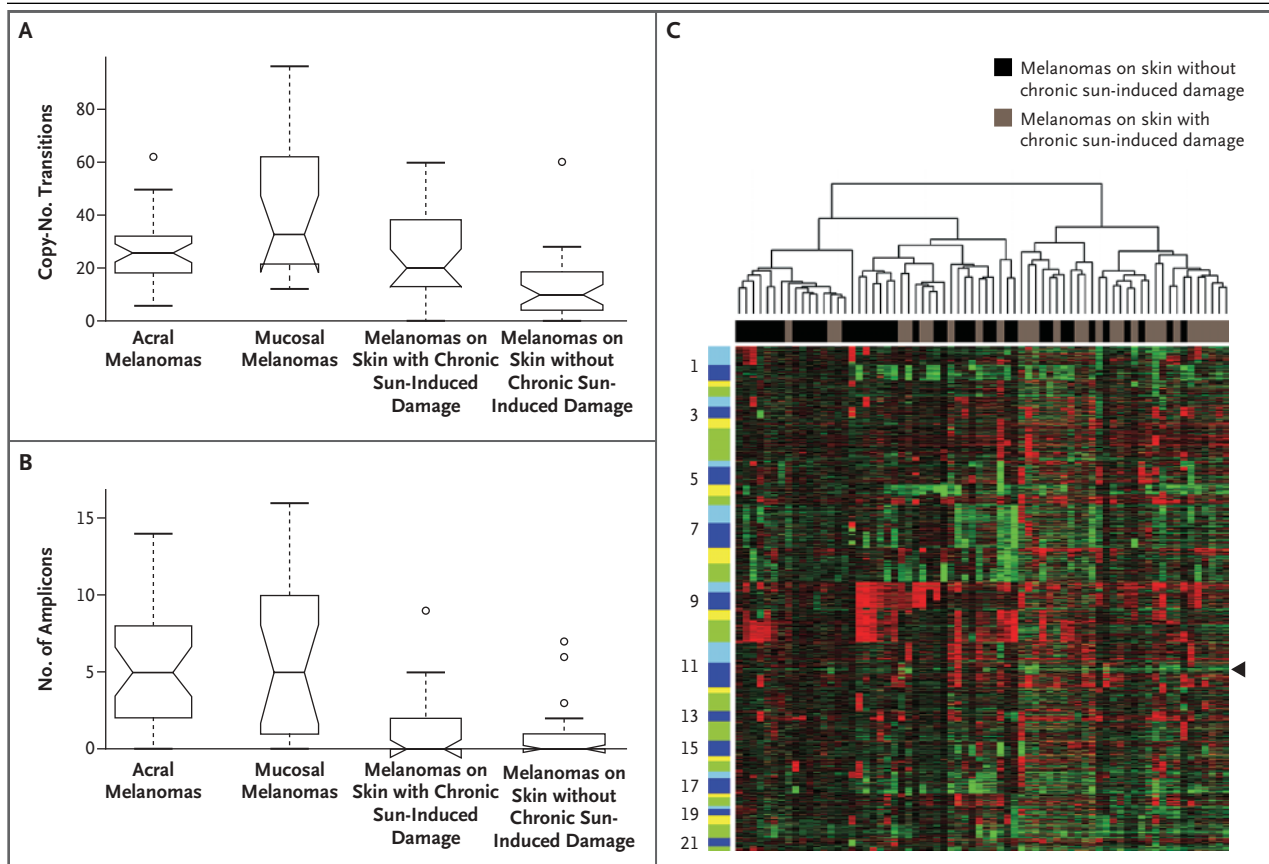 A
Copy-No. Transitions
80
60
40
20
0
Acral
Melanomas
Mucosal
Melanomas
Melanomas on
Skin with Chronic
Sun-Induced
Damage
Melanomas on
Skin without
Chronic Sun-
Induced Damage
B
No. of Amplicons
15
10
5
0
Acral
Melanomas
Mucosal
Melanomas
Melanomas on
Skin with Chronic
Sun-Induced
Damage
Melanomas on
Skin without
Chronic Sun-
Induced Damage
C
Melanomas on skin without
chronic sun-induced damage
Melanomas on skin with
chronic sun-induced damage
1
3
5
7
9
11
13
15
17
19
21